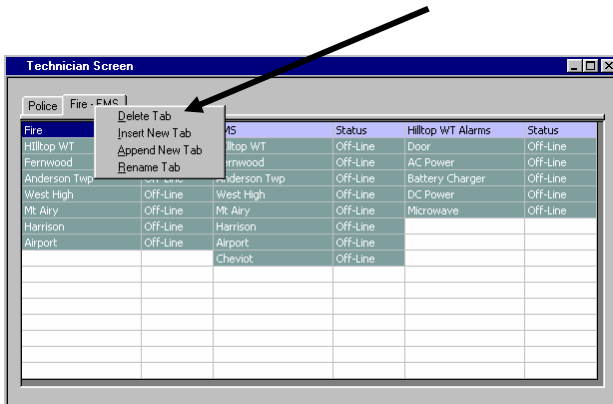 Technician Screen
Police Fire - EMS
Delete Tab
Insert New Tab
Append New Tab
Rename Tab
Fire MS Status Hilltop WT Alarms Status
HIlltop WT lltop WT Off-Line Door Off-Line
Fernwood ernwood Off-Line AC Power Off-Line
Anderson Twp Off-Line Anderson Twp Off-Line Battery Charger Off-Line
West High Off-Line West High Off-Line DC Power Off-Line
Mt Airy Off-Line Mt Airy Off-Line Microwave Off-Line
Harrison Off-Line Harrison Off-Line
Airport Off-Line Airport Off-Line
Cheviot Off-Line